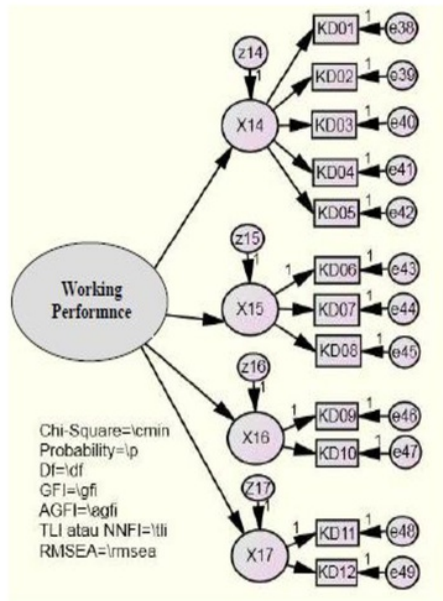 KD01 1 e38
z14
1
KD02 1 e39
X14
KD03 1 e40
KD04 1 e41
KD05 1 e42
z15
1
1 KD06 1 e43
Working
Performnce
X15
KD07 1 e44
KD08 1 e45
z16
1
1 KD09 1 e46
X16
KD10 1 e47
Z17
1
1 KD11 1 e48
X17
KD12 1 e49
Chi-Square=\cmin
Probability=\p
Df=\df
GFI=\gfi
AGFI=\agfi
TLI atau NNFI=\tli
RMSEA=\rmsea